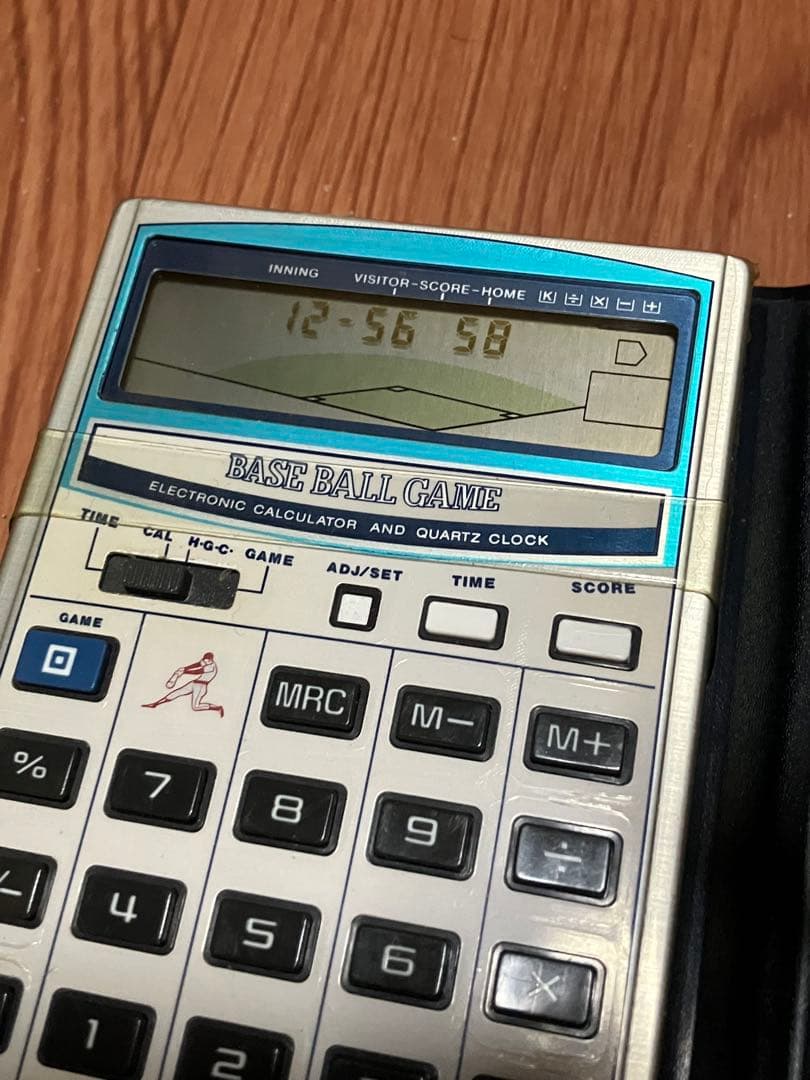 INNING VISITOR-SCORE-HOME K ÷ × − +
12-56 58
BASE BALL GAME
ELECTRONIC CALCULATOR AND QUARTZ CLOCK
TIME CAL H·G·C· GAME ADJ/SET TIME SCORE
GAME
MRC M− M+
% 7 8 9 ÷
4 5 6 ×
1 2